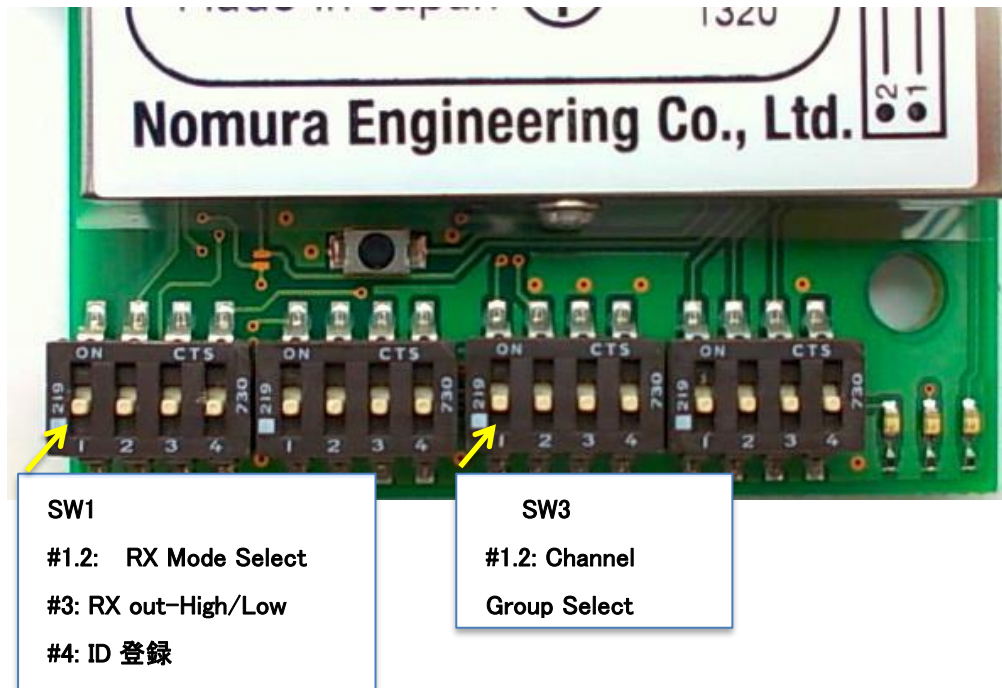 Made in Japan
2
1
Nomura Engineering Co., Ltd.
ON CTS
219 730
1 2 3 4
ON CTS
219 730
1 2 3 4
ON CTS
219 730
1 2 3 4
ON CTS
219 730
1 2 3 4
SW1
#1.2: RX Mode Select
#3: RX out-High/Low
#4: ID 登録
SW3
#1.2: Channel
Group Select